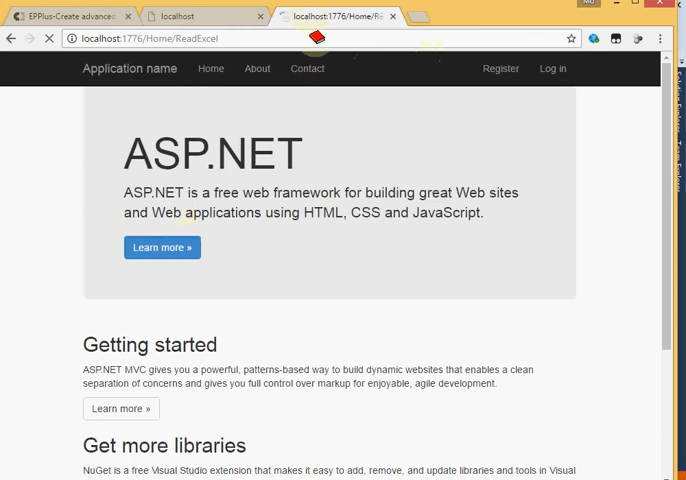 Md
EPPlus-Create advanced
localhost
localhost:1776/Home/Re
localhost:1776/Home/ReadExcel
Application name Home About Contact Register Log in
ASP.NET
ASP.NET is a free web framework for building great Web sites
and Web applications using HTML, CSS and JavaScript.
Learn more »
Getting started
ASP.NET MVC gives you a powerful, patterns-based way to build dynamic websites that enables a clean
separation of concerns and gives you full control over markup for enjoyable, agile development.
Learn more »
Get more libraries
NuGet is a free Visual Studio extension that makes it easy to add, remove, and update libraries and tools in Visual
Solution Explorer
Team Explorer